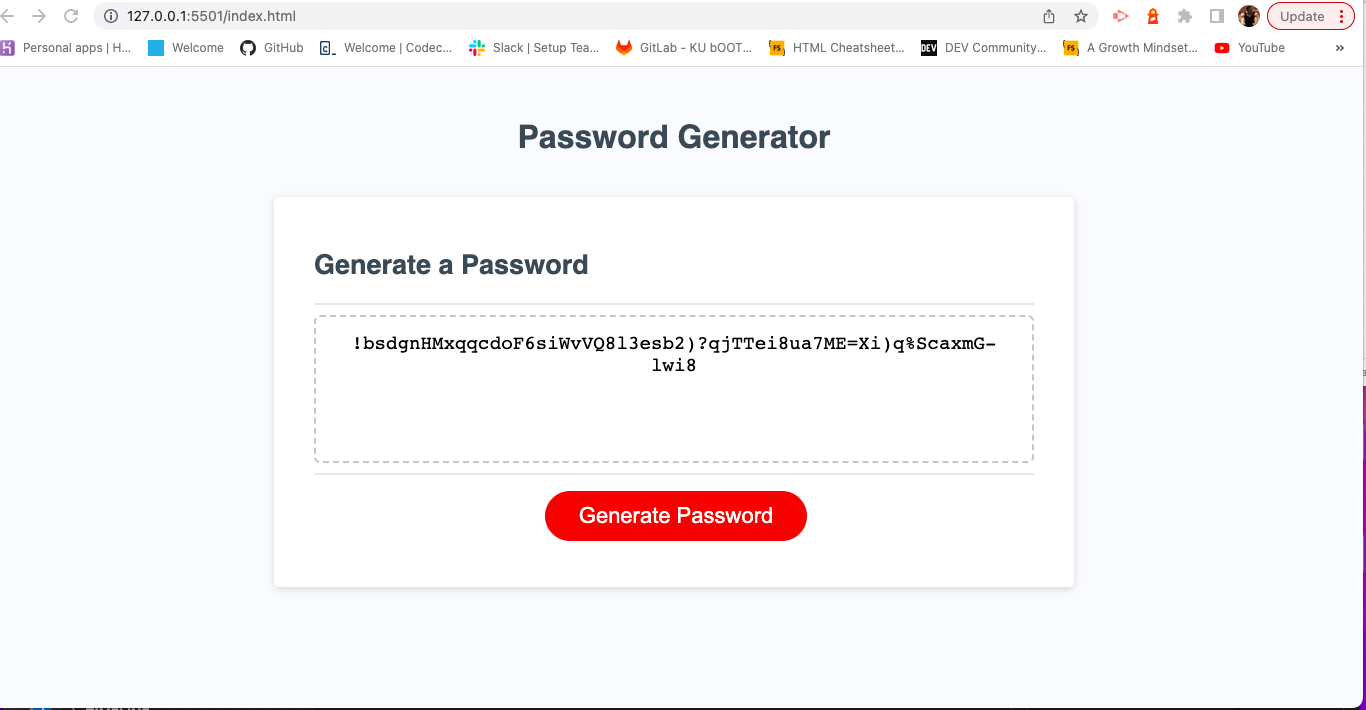 127.0.0.1:5501/index.html
Update
Personal apps | H...
Welcome
GitHub
Welcome | Codec...
Slack | Setup Tea...
GitLab - KU bOOT...
HTML Cheatsheet...
DEV Community...
A Growth Mindset...
YouTube
»
Password Generator
Generate a Password
!bsdgnHMxqqcdoF6siWvVQ8l3esb2)?qjTTei8ua7ME=Xi)q%ScaxmG-
lwi8
Generate Password